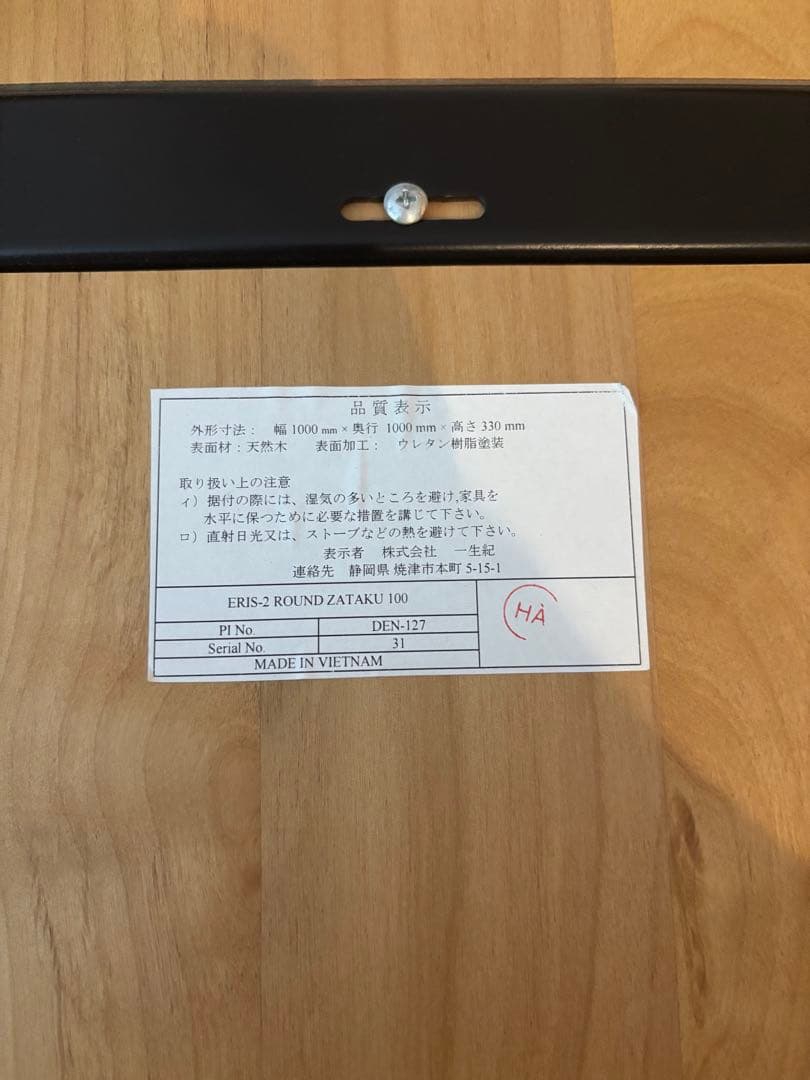 品質表示
外形寸法： 幅 1000 mm × 奥行 1000 mm × 高さ 330 mm
表面材：天然木 表面加工： ウレタン樹脂塗装
取り扱い上の注意
ィ）据付の際には、湿気の多いところを避け,家具を
水平に保つために必要な措置を講じて下さい。
ロ）直射日光又は、ストーブなどの熱を避けて下さい。
表示者 株式会社 一生紀
連絡先 静岡県 焼津市本町 5-15-1
ERIS-2 ROUND ZATAKU 100
HÀ
PI No. DEN-127
Serial No. 31
MADE IN VIETNAM